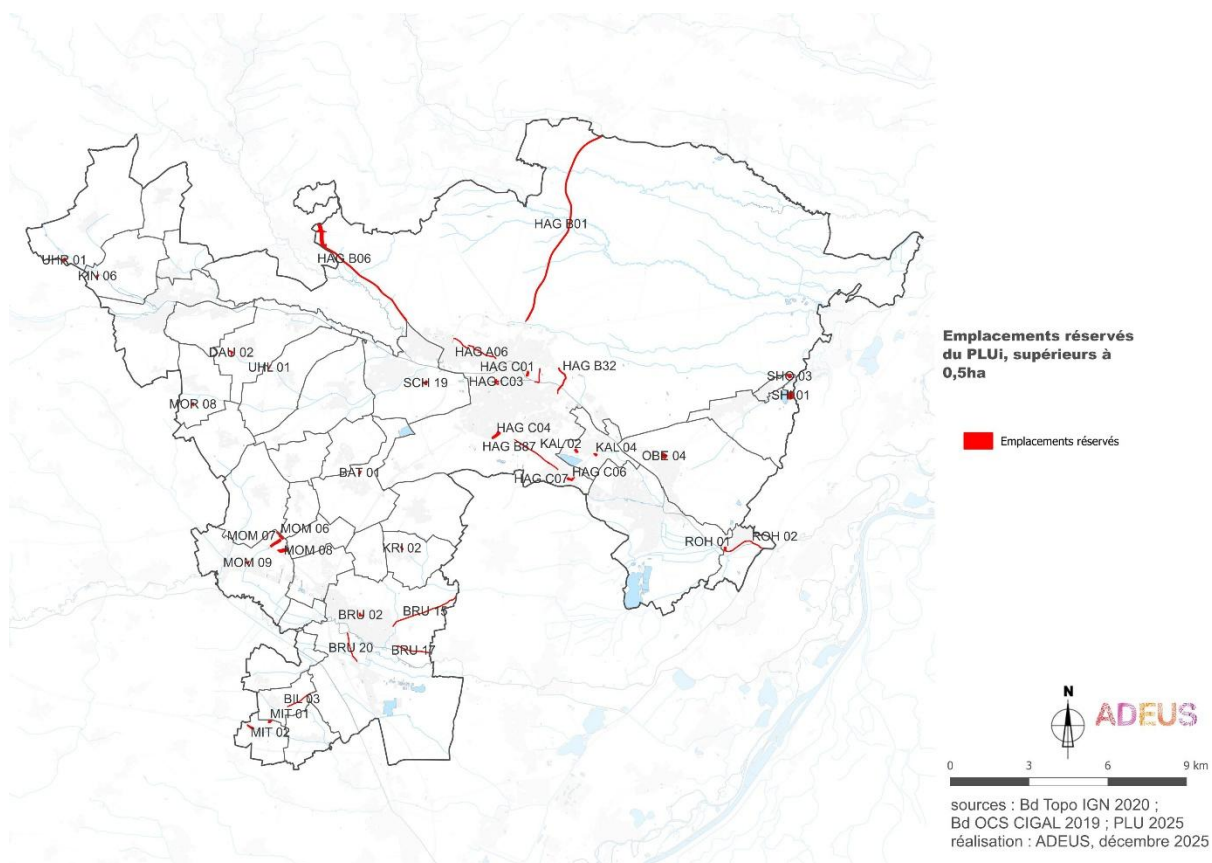 HAG B01
HAG B06
UHR 01
KIN 06
DAU 02
UHL 01
MOR 08
HAG A06
HAG C01
HAG B32
SCH 19
HAG C03
SHO 03
SHI 01
HAG C04
HAG B87
KAL 02
KAL 04
OBE 04
BAT 01
HAG C06
HAG C07
MOM 06
MOM 07
MOM 08
MOM 09
KRI 02
ROH 01
ROH 02
BRU 02
BRU 15
BRU 20
BRU 17
BIL 03
MIT 01
MIT 02
Emplacements réservés
du PLUi, supérieurs à
0,5ha
Emplacements réservés
N
ADEUS
0 3 6 9 km
sources : Bd Topo IGN 2020 ;
Bd OCS CIGAL 2019 ; PLU 2025
réalisation : ADEUS, décembre 2025